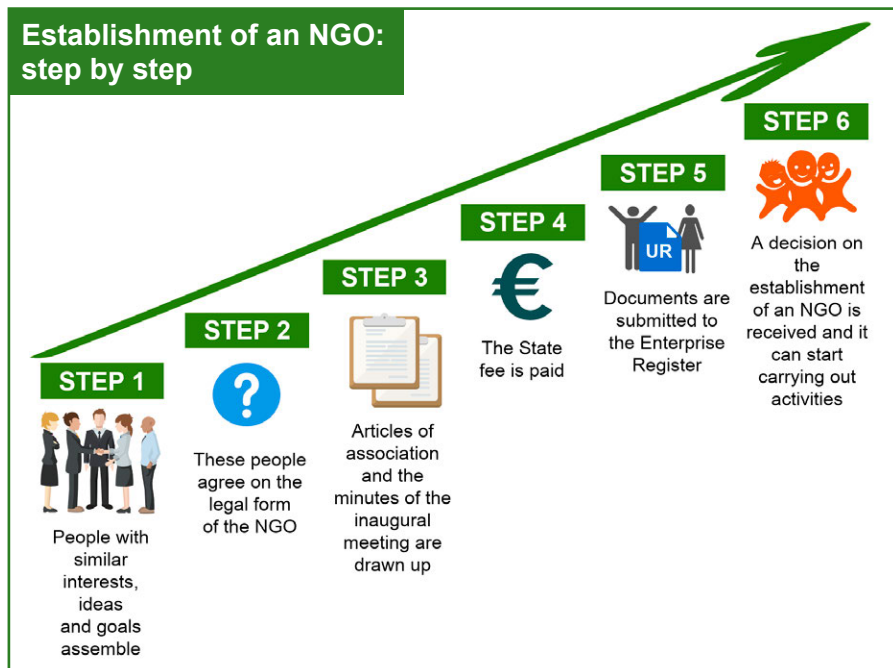 Establishment of an NGO:
step by step
STEP 1
People with
similar
interests,
ideas
and goals
assemble
STEP 2
?
These people
agree on the
legal form
of the NGO
STEP 3
Articles of
association
and the
minutes of the
inaugural
meeting are
drawn up
STEP 4
€
The State
fee is paid
STEP 5
UR
Documents are
submitted to
the Enterprise
Register
STEP 6
A decision on
the
establishment
of an NGO is
received and it
can start
carrying out
activities